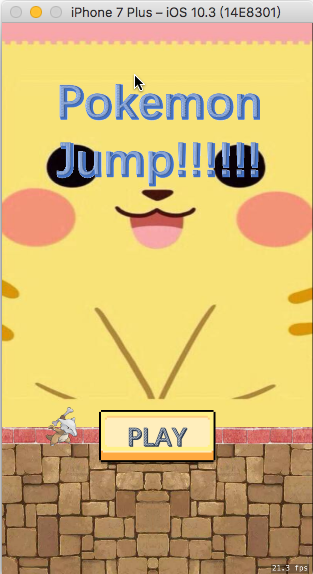 iPhone 7 Plus – iOS 10.3 (14E8301)
Pokemon
Jump!!!!!!
PLAY
21.3 fps